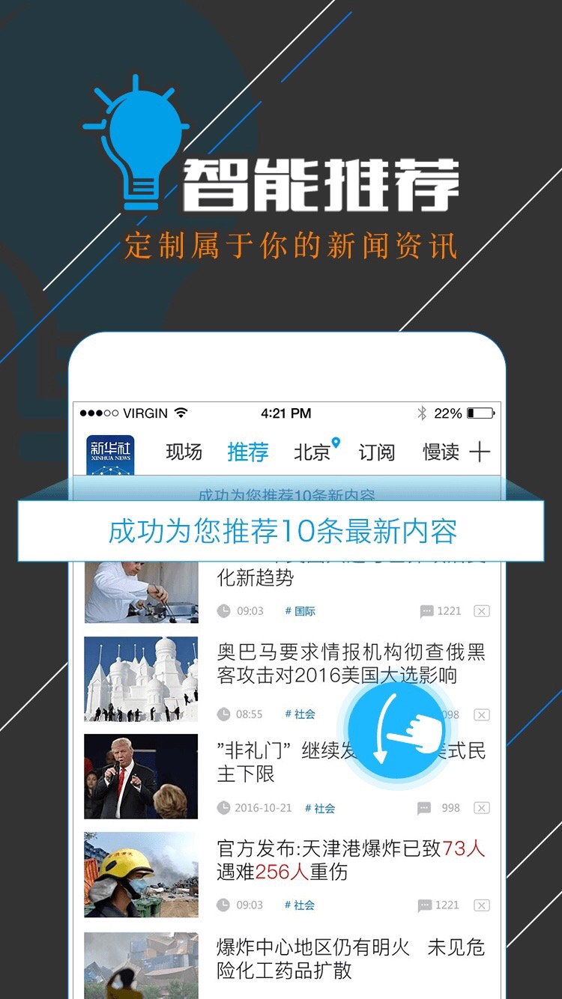 智能推荐
定制属于你的新闻资讯
VIRGIN
4:21 PM
22%
新华社
XINHUA NEWS
现场
推荐
北京
订阅
慢读
成功为您推荐10条新内容
成功为您推荐10条最新内容
化新趋势
09:03
# 国际
1221
奥巴马要求情报机构彻查俄黑
客攻击对2016美国大选影响
08:55
# 社会
098
"非礼门" 继续发 美式民
主下限
2016-10-21
# 社会
998
官方发布:天津港爆炸已致73人
遇难256人重伤
09:03
# 社会
1221
爆炸中心地区仍有明火 未见危
险化工药品扩散